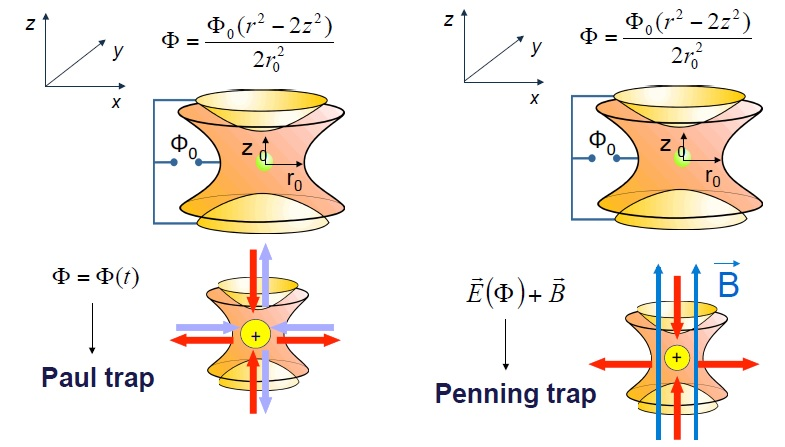 z
y
x
Φ = Φ₀(r² − 2z²) / 2r₀²
Φ₀
z₀
r₀
Φ = Φ(t)
+
Paul trap
z
y
x
Φ = Φ₀(r² − 2z²) / 2r₀²
Φ₀
z₀
r₀
E⃗(Φ) + B⃗
B⃗
+
Penning trap